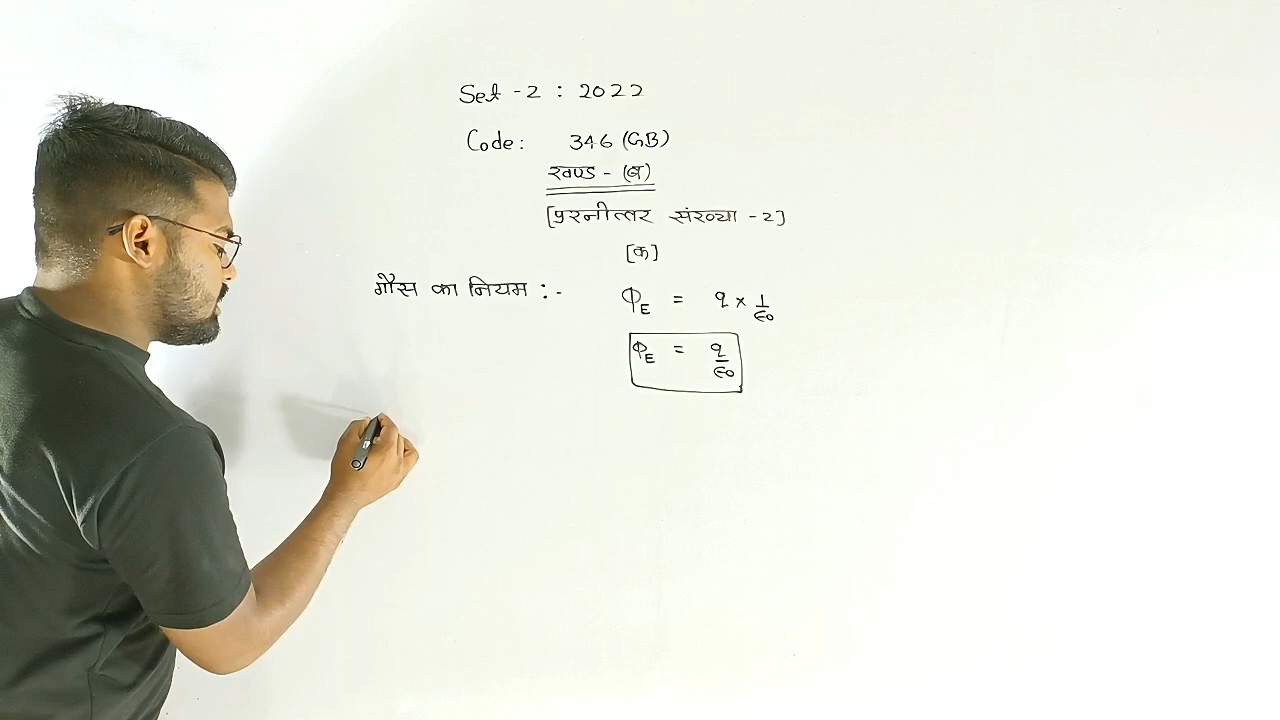 Set - 2 : 2022
Code: 346 (GB)
खण्ड - (ब)
[प्रश्नोत्तर संख्या - 2]
[क]
गौस का नियम :- Φ_E = q × 1/ε0
Φ_E = q/ε0